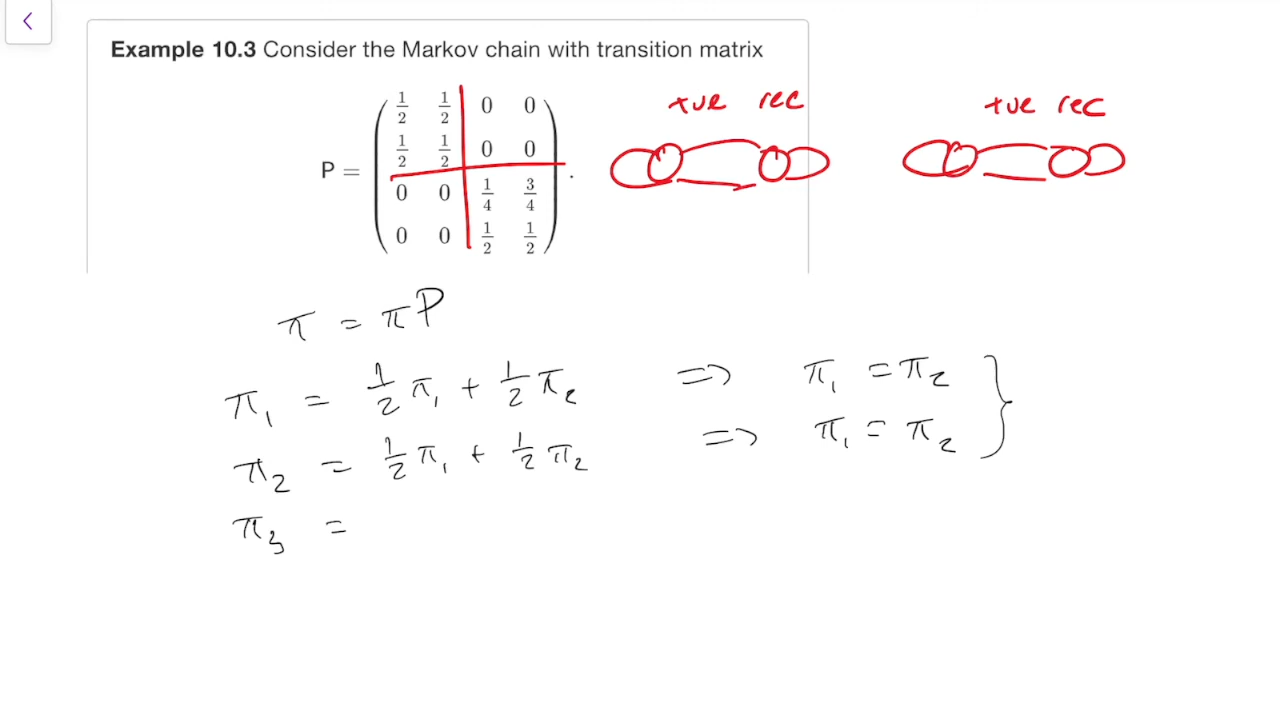 Example 10.3 Consider the Markov chain with transition matrix
+ve rec +ve rec
1/2 1/2 0 0
1/2 1/2 0 0
P =
0 0 1/4 3/4 .
0 0 1/2 1/2
π = πP
π₁ = 1/2 π₁ + 1/2 π₂ => π₁ = π₂
π₂ = 1/2 π₁ + 1/2 π₂ => π₁ = π₂
π₃ =